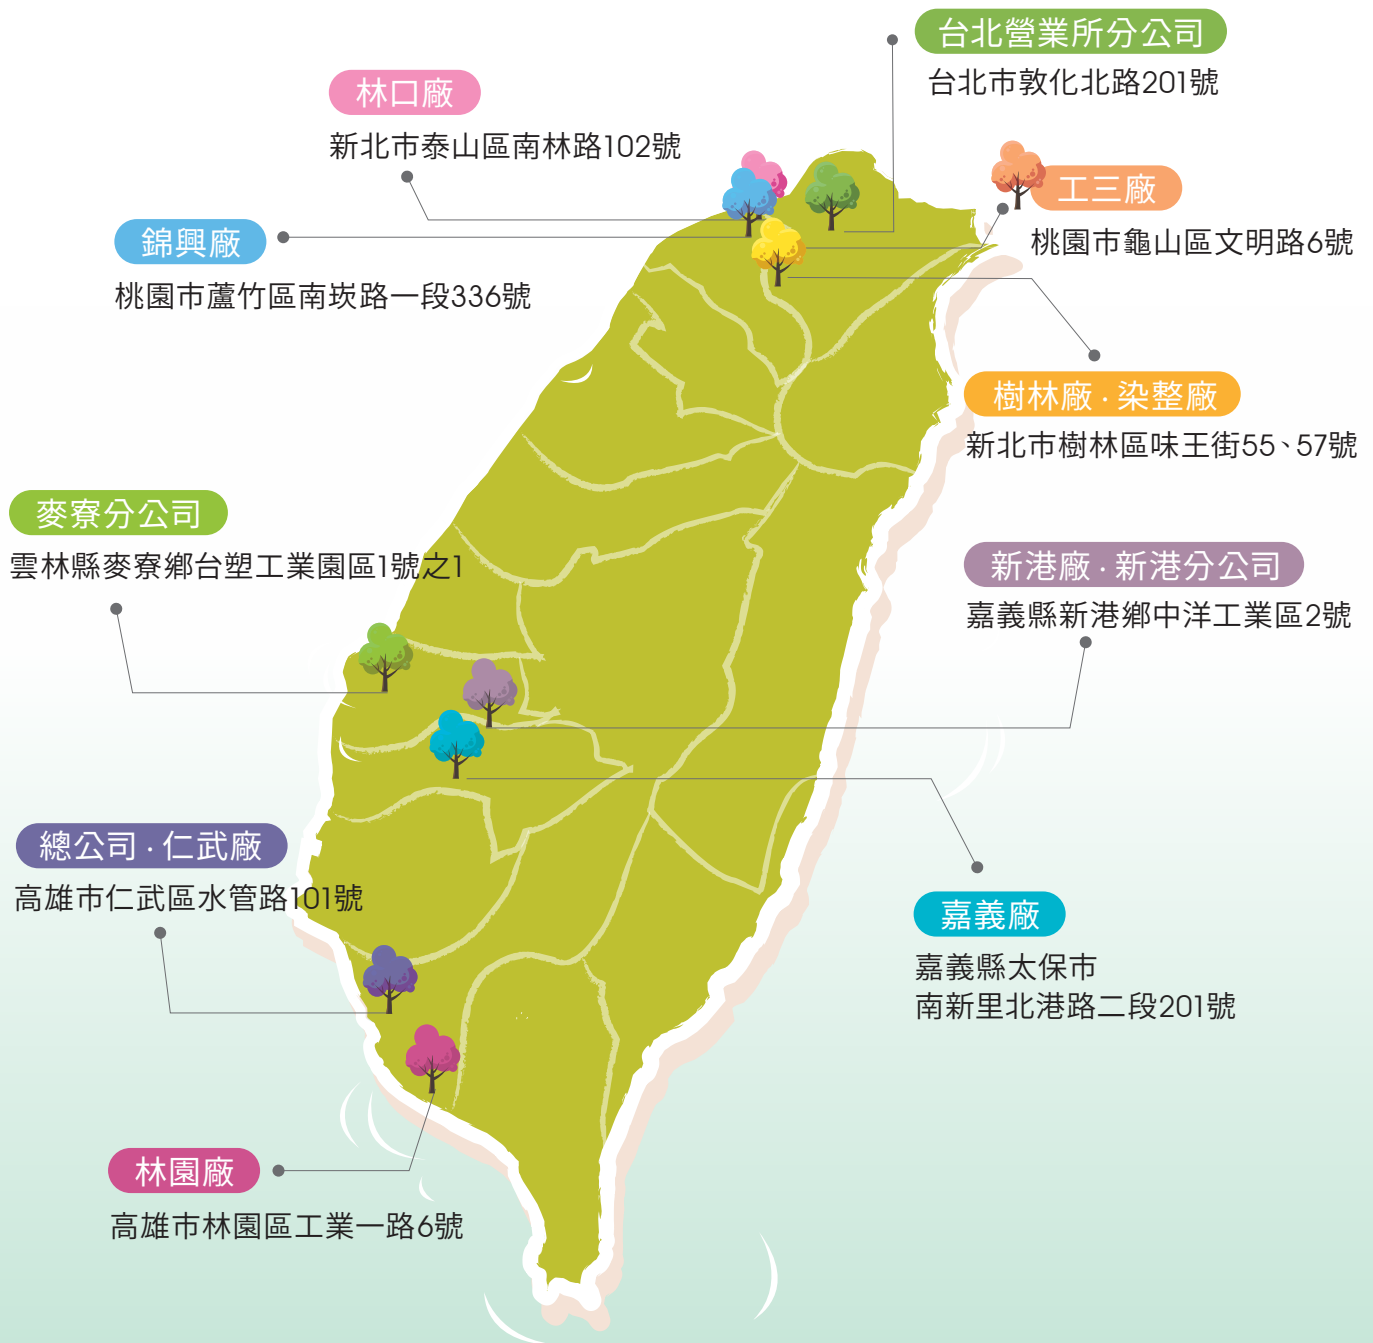 台北營業所分公司
台北市敦化北路201號
林口廠
新北市泰山區南林路102號
工三廠
桃園市龜山區文明路6號
錦興廠
桃園市蘆竹區南崁路一段336號
樹林廠·染整廠
新北市樹林區味王街55、57號
麥寮分公司
雲林縣麥寮鄉台塑工業園區1號之1
新港廠·新港分公司
嘉義縣新港鄉中洋工業區2號
總公司·仁武廠
高雄市仁武區水管路101號
嘉義廠
嘉義縣太保市
南新里北港路二段201號
林園廠
高雄市林園區工業一路6號